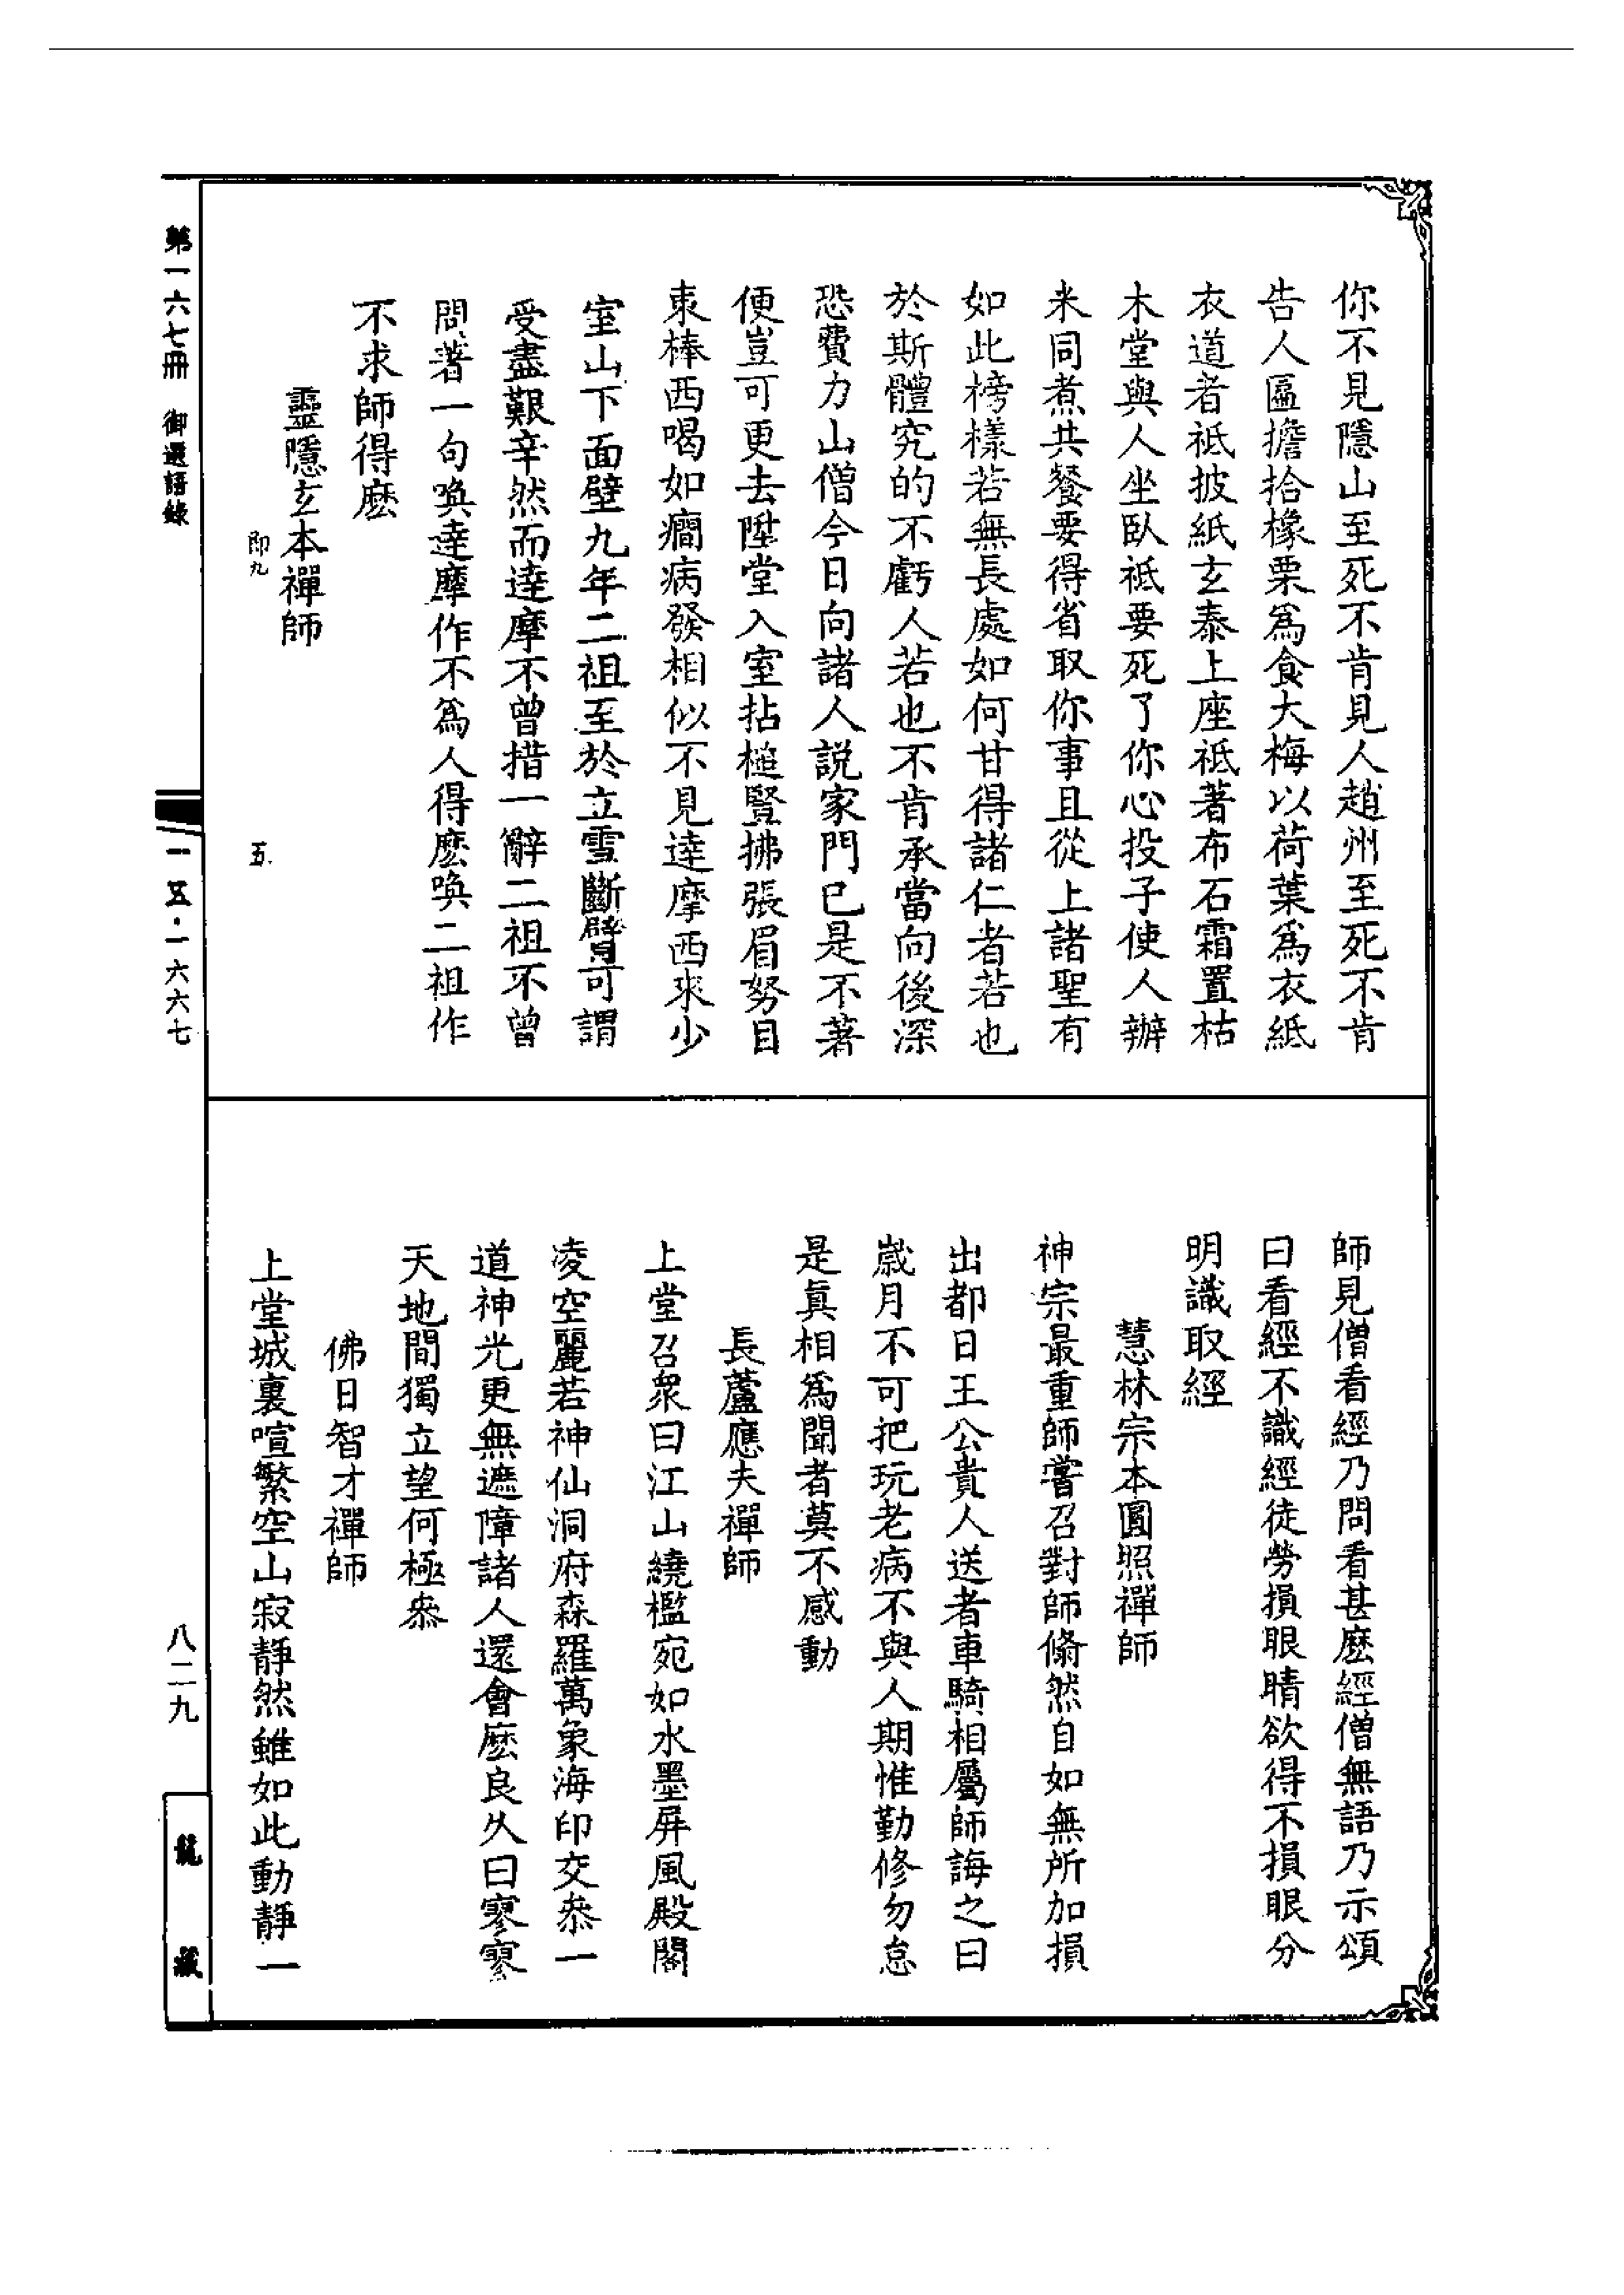 你不見隱山至死不肯見人趙州至死不肯
告人匾擔拾橡栗爲食大梅以荷葉爲衣紙
衣道者祗披紙玄泰上座祗著布石霜置枯
木堂與人坐臥祗要死了你心投子使人辦
米同煮共餐要得省取你事且從上諸聖有
如此榜樣若無長處如何甘得諸仁者若也
於斯體究的不虧人若也不肯承當向後深
恐費力山僧今日向諸人説家門已是不著
便豈可更去陞堂入室拈槌豎拂張眉努目
東棒西喝如癇病發相似不見達摩西來少
室山下面壁九年二祖至於立雪斷臂可謂
受盡艱辛然而達摩不曾措一辭二祖不曾
問著一句喚達摩作不爲人得麽喚二祖作
不求師得麽
靈隱玄本禪師
即九
五
師見僧看經乃問看甚麽經僧無語乃示頌
曰看經不識經徒勞損眼睛欲得不損眼分
明識取經
慧林宗本圓照禪師
神宗最重師嘗召對師翛然自如無所加損
出都日王公貴人送者車騎相屬師誨之曰
歲月不可把玩老病不與人期惟勤修勿怠
是眞相爲聞者莫不感動
長蘆應夫禪師
上堂召衆曰江山繞檻宛如水墨屏風殿閣
凌空麗若神仙洞府森羅萬象海印交叅一
道神光更無遮障諸人還會麽良久曰寥寥
天地間獨立望何極叅
佛日智才禪師
上堂城裏喧繁空山寂靜然雖如此動靜一
第一六七冊　御選語錄
一五·一六六七
八二九
龍藏